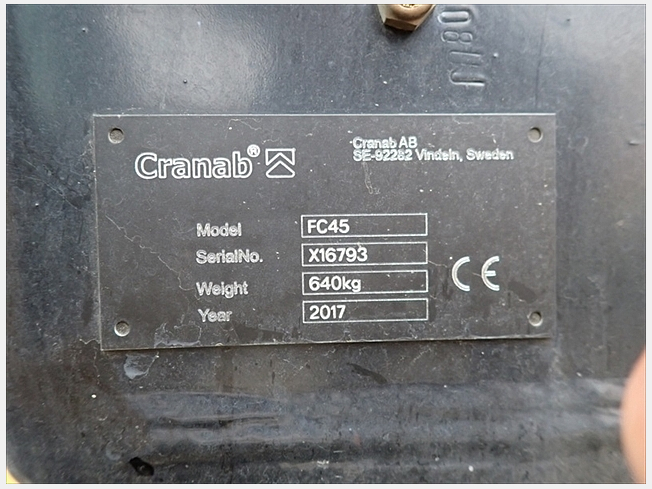 Cranab®
Cranab AB
SE-92282 Vindeln, Sweden
Model FC45
SerialNo. X16793
Weight 640kg
Year 2017
CE